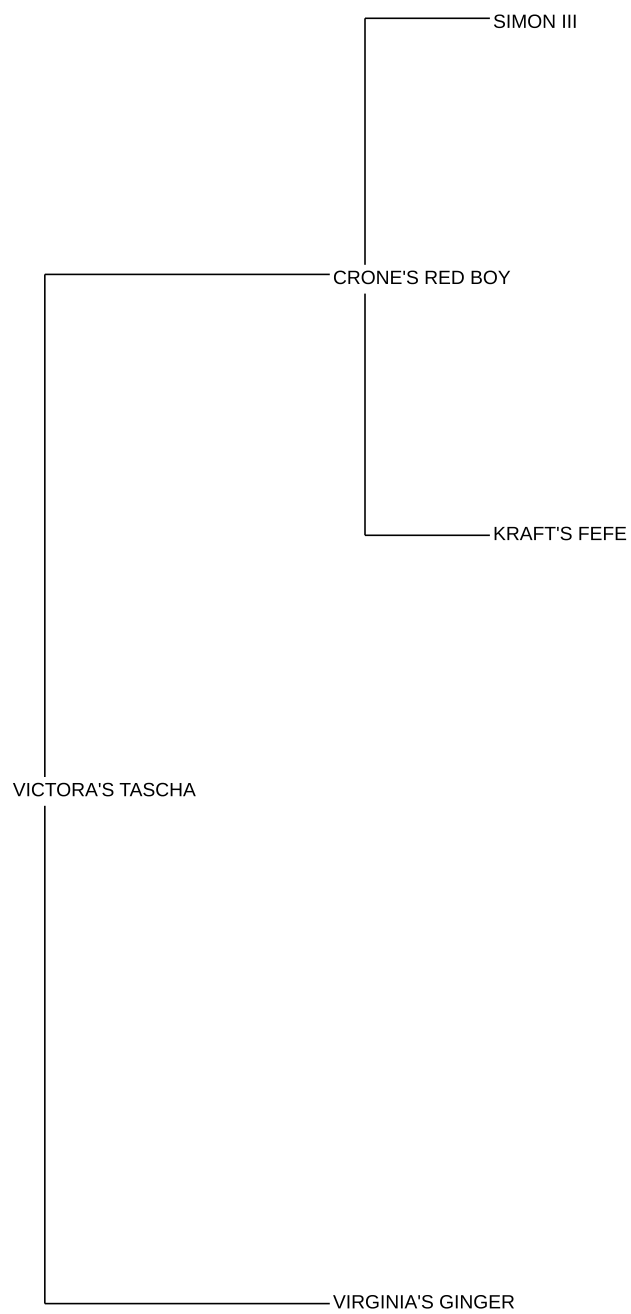 SIMON III
CRONE'S RED BOY
KRAFT'S FEFE
VICTORA'S TASCHA
VIRGINIA'S GINGER